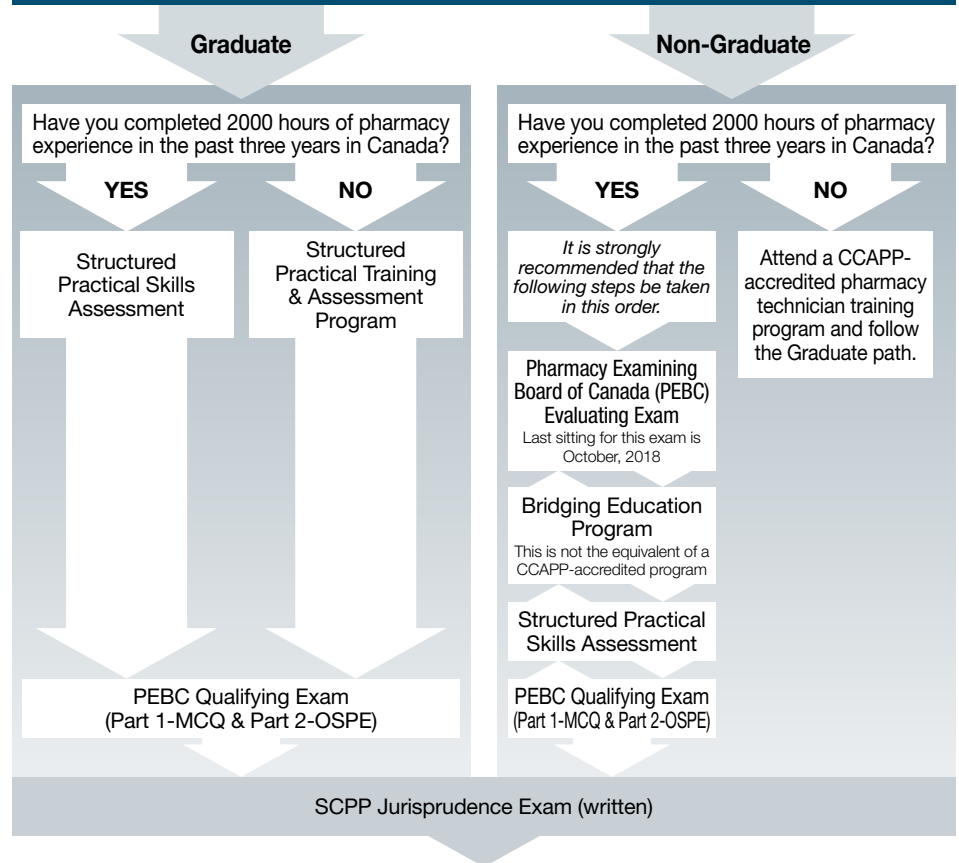 Graduate
Have you completed 2000 hours of pharmacy
experience in the past three years in Canada?
YES
NO
Structured
Practical Skills
Assessment
Structured
Practical Training
& Assessment
Program
PEBC Qualifying Exam
(Part 1-MCQ & Part 2-OSPE)
Non-Graduate
Have you completed 2000 hours of pharmacy
experience in the past three years in Canada?
YES
NO
It is strongly
recommended that the
following steps be taken
in this order.
Pharmacy Examining
Board of Canada (PEBC)
Evaluating Exam
Last sitting for this exam is
October, 2018
Bridging Education
Program
This is not the equivalent of a
CCAPP-accredited program
Structured Practical
Skills Assessment
PEBC Qualifying Exam
(Part 1-MCQ & Part 2-OSPE)
Attend a CCAPP-
accredited pharmacy
technician training
program and follow
the Graduate path.
SCPP Jurisprudence Exam (written)